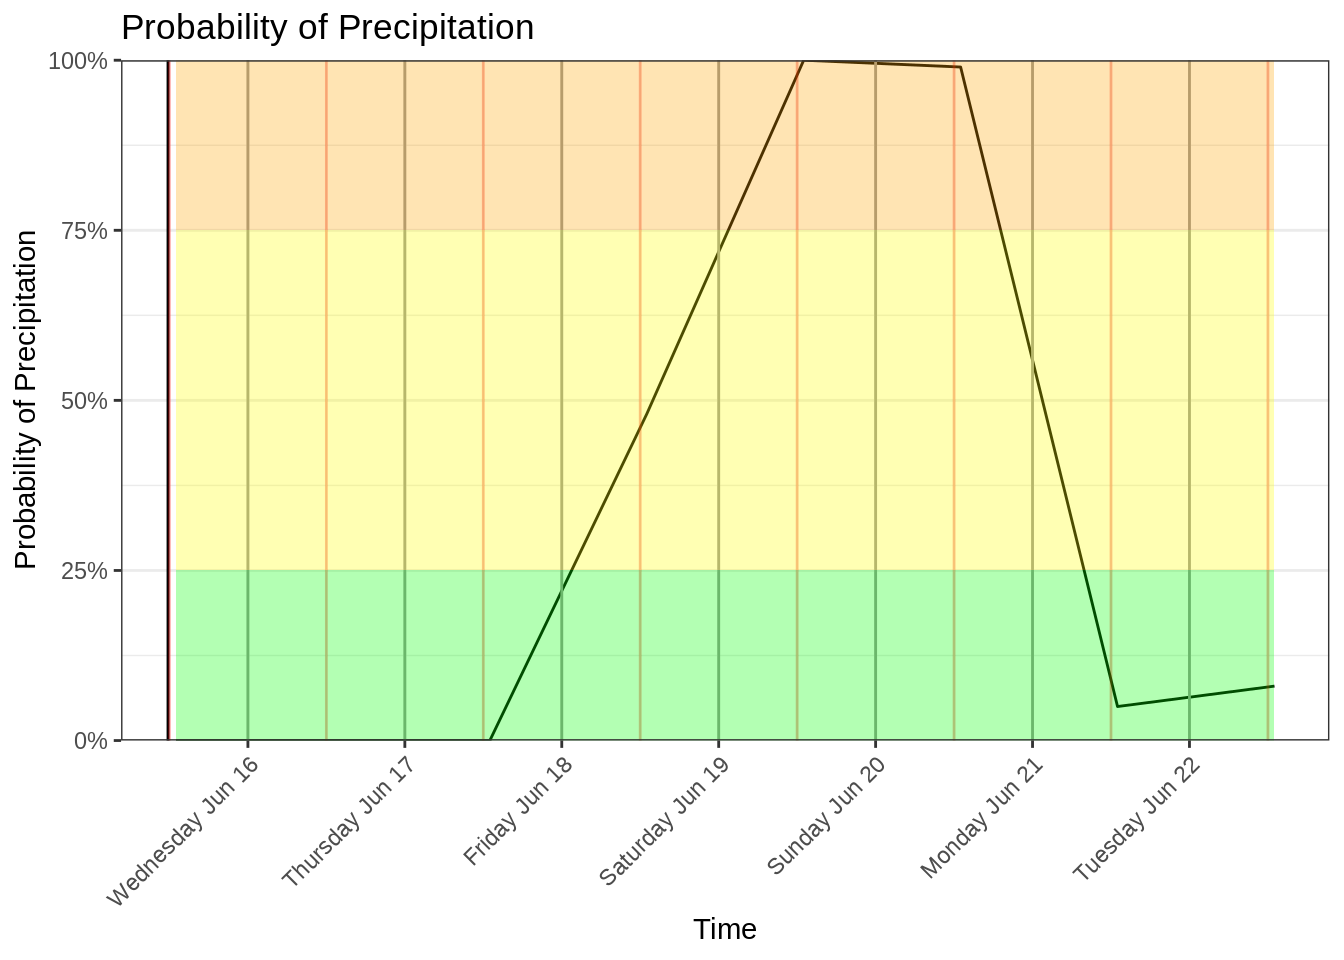 Probability of Precipitation
Probability of Precipitation
100%
75%
50%
25%
0%
Wednesday Jun 16
Thursday Jun 17
Friday Jun 18
Saturday Jun 19
Sunday Jun 20
Monday Jun 21
Tuesday Jun 22
Time